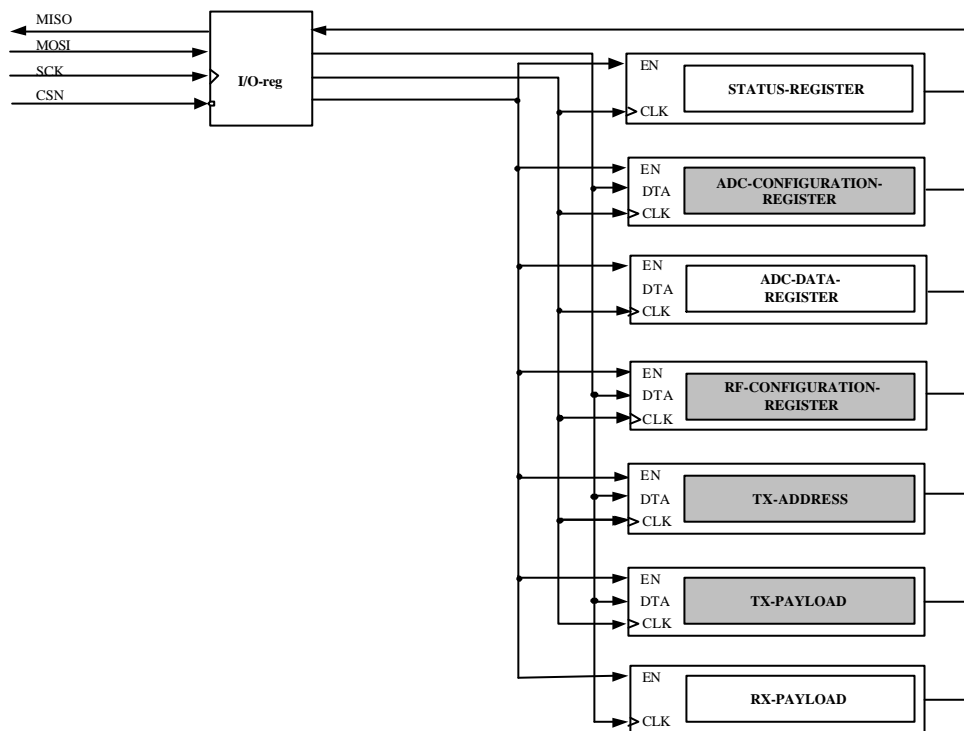 MISO
MOSI
SCK
CSN
I/O-reg
EN
STATUS-REGISTER
CLK
EN
DTA
ADC-CONFIGURATION-
REGISTER
CLK
EN
DTA
ADC-DATA-
REGISTER
CLK
EN
DTA
RF-CONFIGURATION-
REGISTER
CLK
EN
DTA
TX-ADDRESS
CLK
EN
DTA
TX-PAYLOAD
CLK
EN
RX-PAYLOAD
CLK